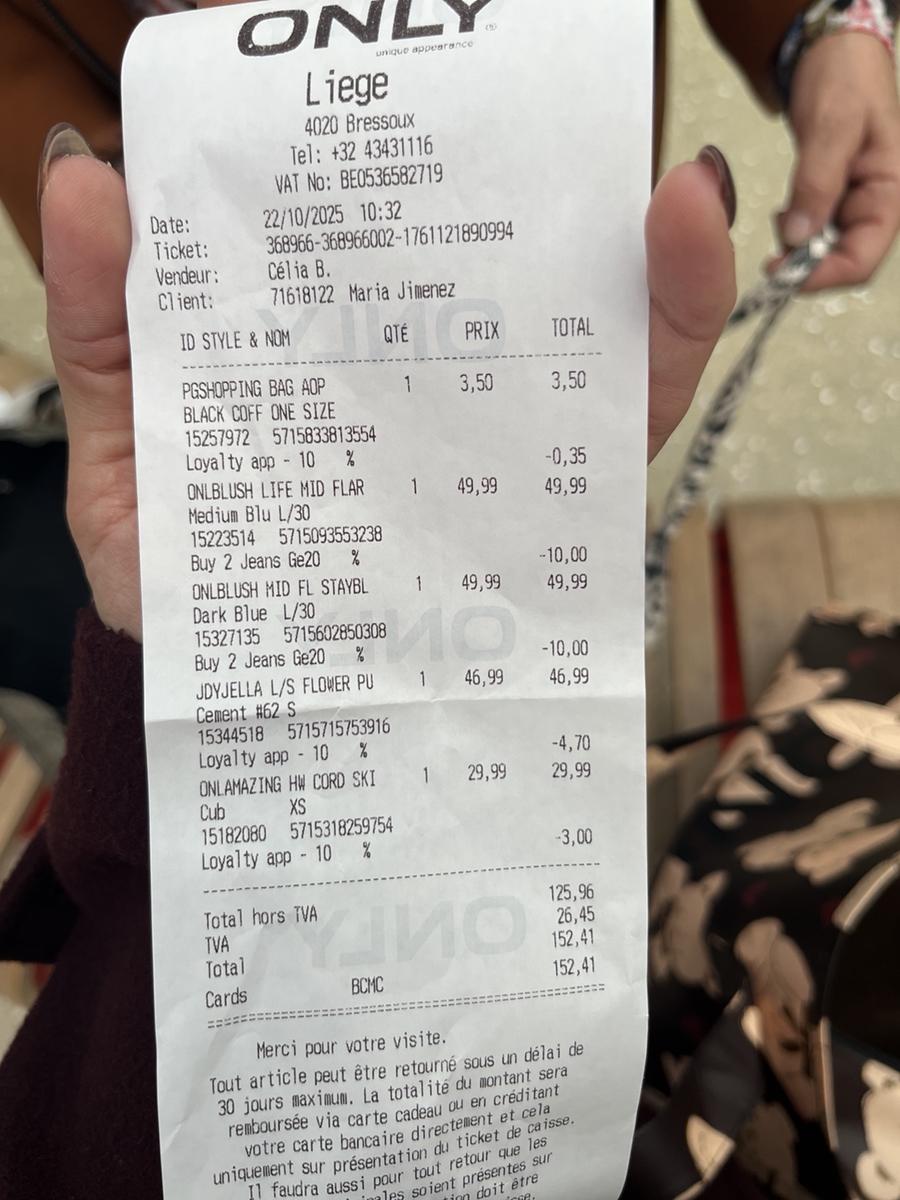 ONLY
unique appearance
Liege
4020 Bressoux
Tel: +32 43431116
VAT No: BE0536582719
Date: 22/10/2025 10:32
Ticket: 368966-368966002-1761121890994
Vendeur: Célia B.
Client: 71618122 Maria Jimenez
ID STYLE & NOM QTÉ PRIX TOTAL
PGSHOPPING BAG AOP 1 3,50 3,50
BLACK COFF ONE SIZE
15257972 5715833813554
Loyalty app - 10 % -0,35
ONLBLUSH LIFE MID FLAR 1 49,99 49,99
Medium Blu L/30
15223514 5715093553238
Buy 2 Jeans Ge20 % -10,00
ONLBLUSH MID FL STAYBL 1 49,99 49,99
Dark Blue L/30
15327135 5715602850308
Buy 2 Jeans Ge20 % -10,00
JDYJELLA L/S FLOWER PU 1 46,99 46,99
Cement #62 S
15344518 5715715753916
Loyalty app - 10 % -4,70
ONLAMAZING HW CORD SKI 1 29,99 29,99
Cub XS
15182080 5715318259754
Loyalty app - 10 % -3,00
Total hors TVA 125,96
TVA 26,45
Total 152,41
Cards BCMC 152,41
Merci pour votre visite.
Tout article peut être retourné sous un délai de
30 jours maximum. La totalité du montant sera
remboursée via carte cadeau ou en créditant
votre carte bancaire directement et cela
uniquement sur présentation du ticket de caisse.
Il faudra aussi pour tout retour que les
soient présentes sur
doit être